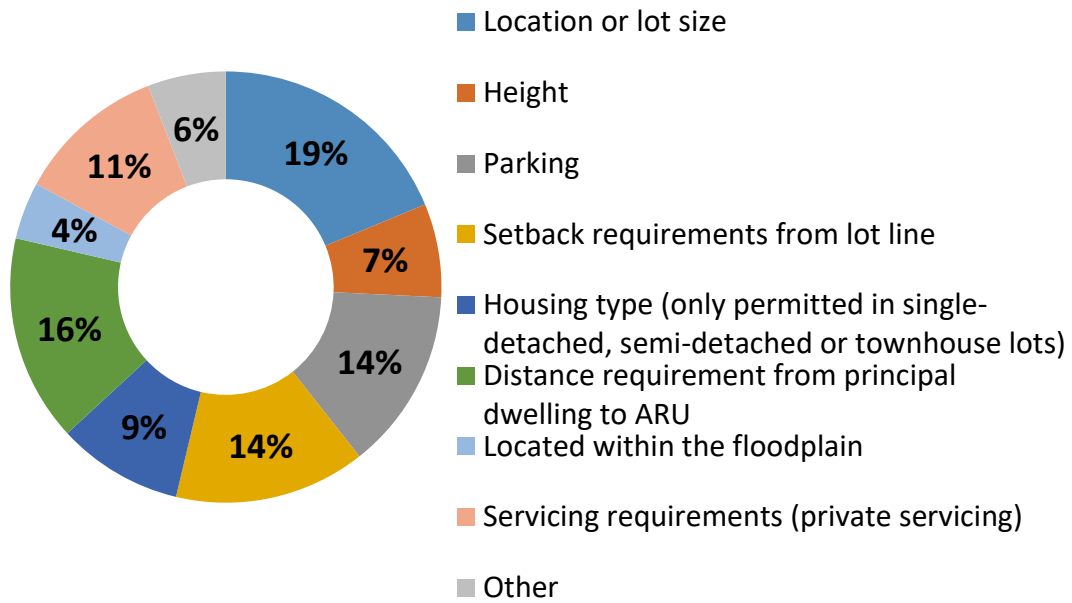 Location or lot size
Height
Parking
Setback requirements from lot line
Housing type (only permitted in single-
detached, semi-detached or townhouse lots)
Distance requirement from principal
dwelling to ARU
Located within the floodplain
Servicing requirements (private servicing)
Other
19%
7%
14%
14%
9%
16%
4%
11%
6%